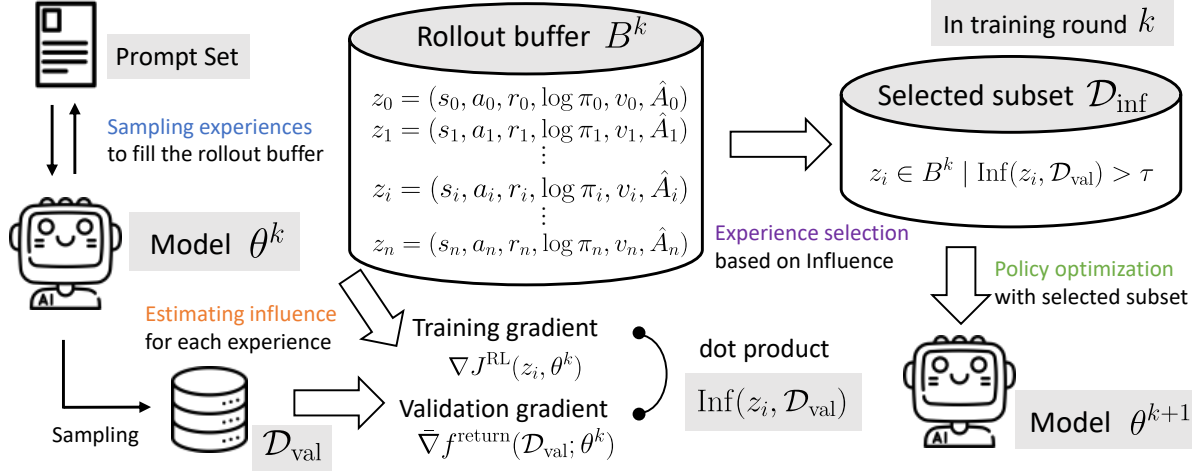 Prompt Set
Sampling experiences
to fill the rollout buffer
Model θ^k
AI
Rollout buffer B^k
z_0 = (s_0, a_0, r_0, log π_0, v_0, Â_0)
z_1 = (s_1, a_1, r_1, log π_1, v_1, Â_1)
⋮
z_i = (s_i, a_i, r_i, log π_i, v_i, Â_i)
⋮
z_n = (s_n, a_n, r_n, log π_n, v_n, Â_n)
In training round k
Selected subset 𝒟_inf
z_i ∈ B^k | Inf(z_i, 𝒟_val) > τ
Experience selection
based on Influence
Policy optimization
with selected subset
Estimating influence
for each experience
Sampling
𝒟_val
Training gradient
∇J^RL(z_i, θ^k)
Validation gradient
∇̄f^return(𝒟_val; θ^k)
dot product
Inf(z_i, 𝒟_val)
AI
Model θ^{k+1}